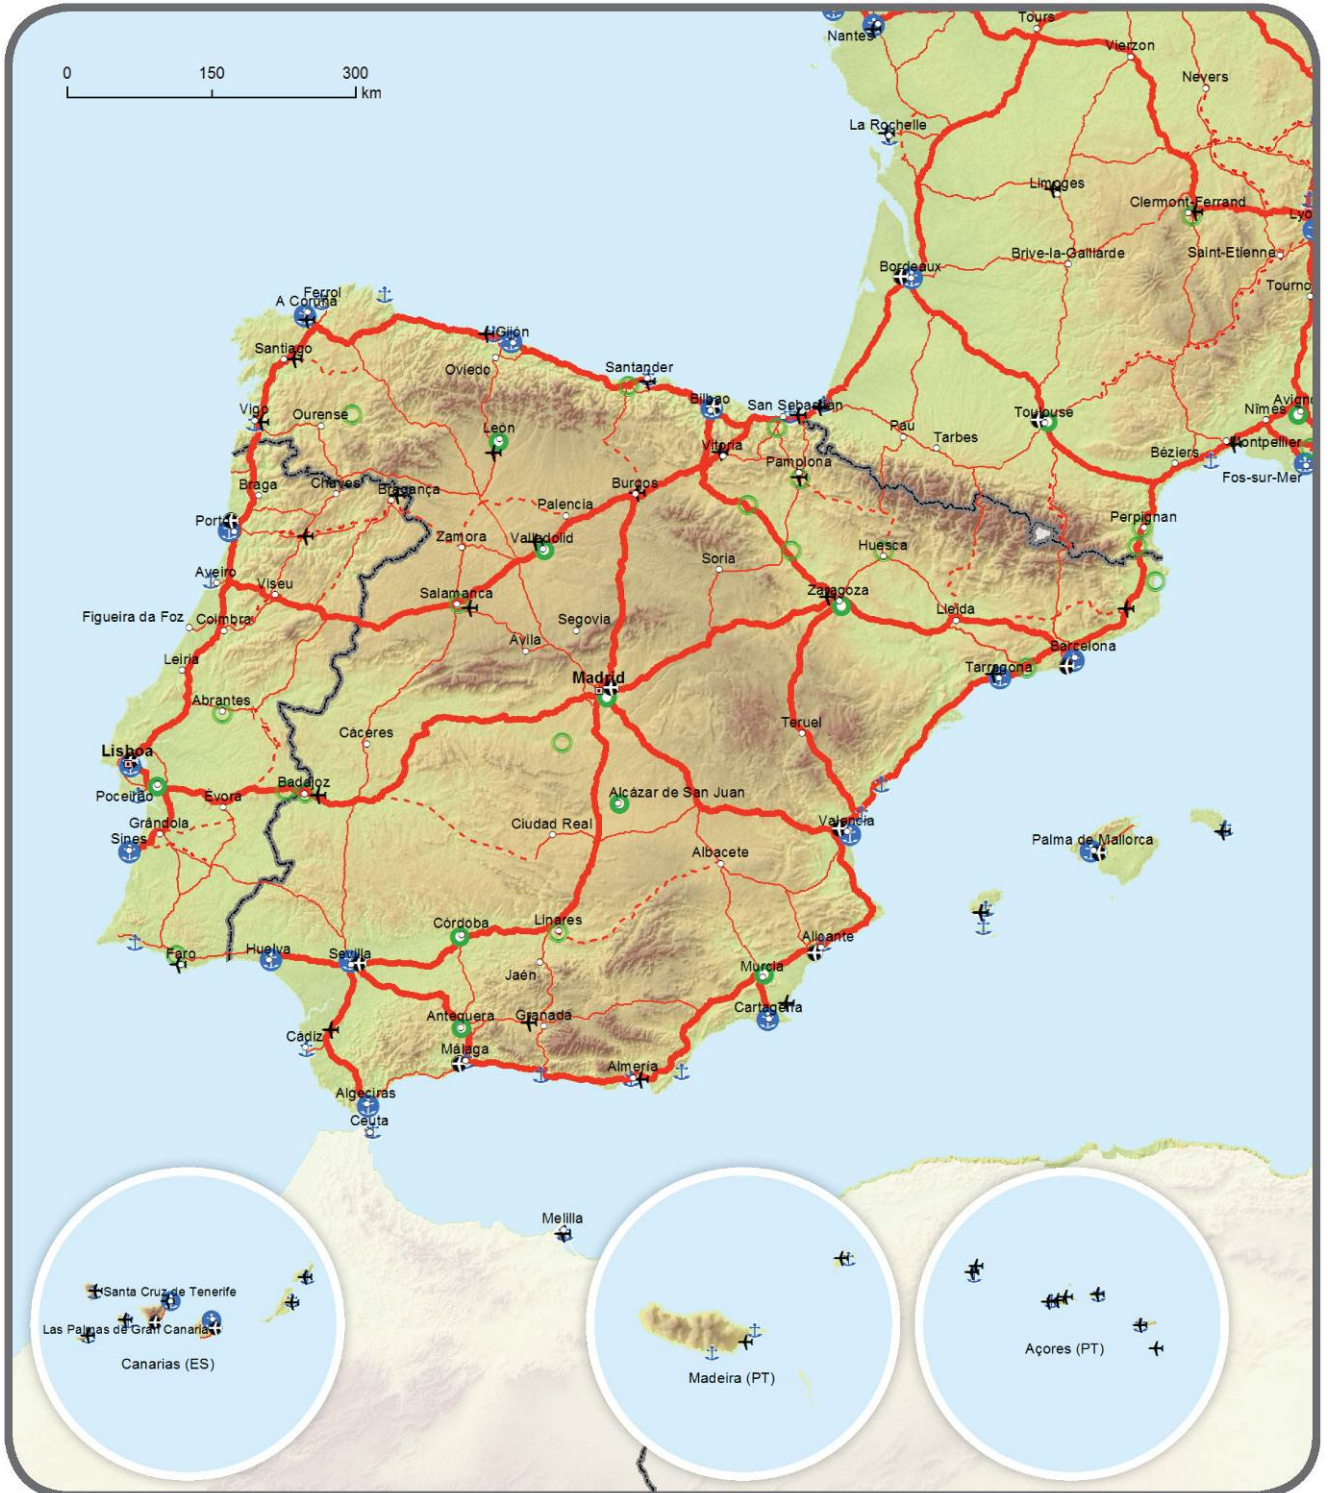 Tours
Nantes
Vierzon
0 150 300
km
Nevers
La Rochelle
Limoges
Clermont-Ferrand
Lyo
Brive-la-Gaillarde
Saint-Etienne
Bordeaux
Tourno
Ferrol
A Coruña
Gijón
Santiago
Oviedo
Santander
Bilbao
San Sebastian
Vigo
Ourense
León
Toulouse
Avigno
Nîmes
Pau
Tarbes
Montpellier
Béziers
Vitoria
Pamplona
Fos-sur-Mer
Braga
Chaves
Bragança
Burgos
Palencia
Perpignan
Porto
Zamora
Valladolid
Soria
Huesca
Aveiro
Viseu
Salamanca
Zaragoza
Figueira da Foz
Coimbra
Segovia
Lleida
Avila
Barcelona
Leiria
Tarragona
Madrid
Abrantes
Teruel
Cáceres
Lisboa
Badajoz
Poceirão
Évora
Alcázar de San Juan
Grândola
Ciudad Real
Valencia
Sines
Albacete
Palma de Mallorca
Córdoba
Linares
Faro
Huelva
Sevilla
Alicante
Jaén
Murcia
Cartagena
Antequera
Granada
Cádiz
Málaga
Almería
Algeciras
Ceuta
Melilla
Santa Cruz de Tenerife
Las Palmas de Gran Canaria
Canarias (ES)
Madeira (PT)
Açores (PT)